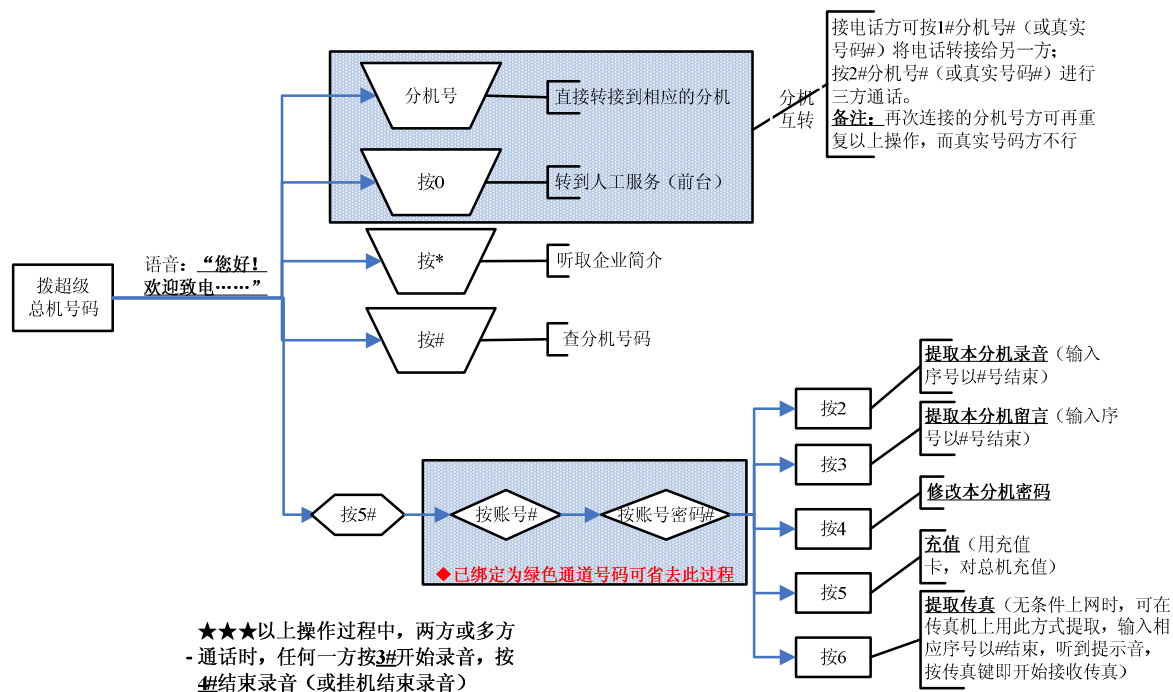 接电话方可按1#分机号#（或真实
号码#）将电话转接给另一方；
按2#分机号#（或真实号码#）进行
三方通话。
备注：再次连接的分机号方可再重
复以上操作，而真实号码方不行
分机
互转
分机号
直接转接到相应的分机
按0
转到人工服务（前台）
按*
听取企业简介
按#
查分机号码
拨超级
总机号码
语音：“您好！
欢迎致电……”
按5#
按账号#
按账号密码#
◆已绑定为绿色通道号码可省去此过程
按2
提取本分机录音（输入
序号以#号结束）
按3
提取本分机留言（输入序
号以#号结束）
按4
修改本分机密码
按5
充值（用充值
卡，对总机充值）
按6
提取传真（无条件上网时，可在
传真机上用此方式提取，输入相
应序号以#结束，听到提示音，
按传真键即开始接收传真）
★★★以上操作过程中，两方或多方
-通话时，任何一方按3#开始录音，按
4#结束录音（或挂机结束录音）